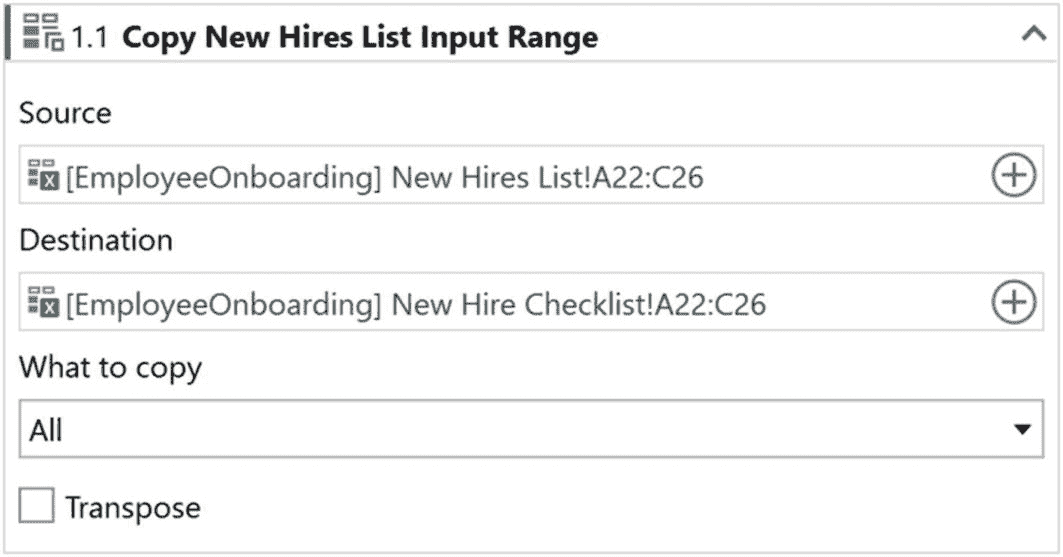 1.1 Copy New Hires List Input Range
Source
[EmployeeOnboarding] New Hires List!A22:C26
Destination
[EmployeeOnboarding] New Hire Checklist!A22:C26
What to copy
All
Transpose